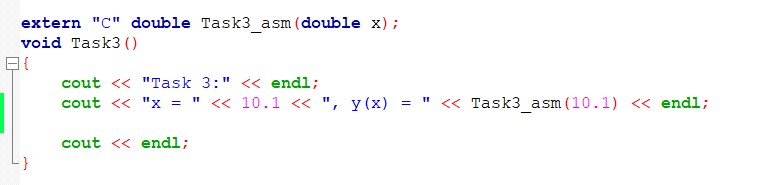 extern "C" double Task3_asm(double x);
void Task3()
{
    cout << "Task 3:" << endl;
    cout << "x = " << 10.1 << ", y(x) = " << Task3_asm(10.1) << endl;
    cout << endl;
}